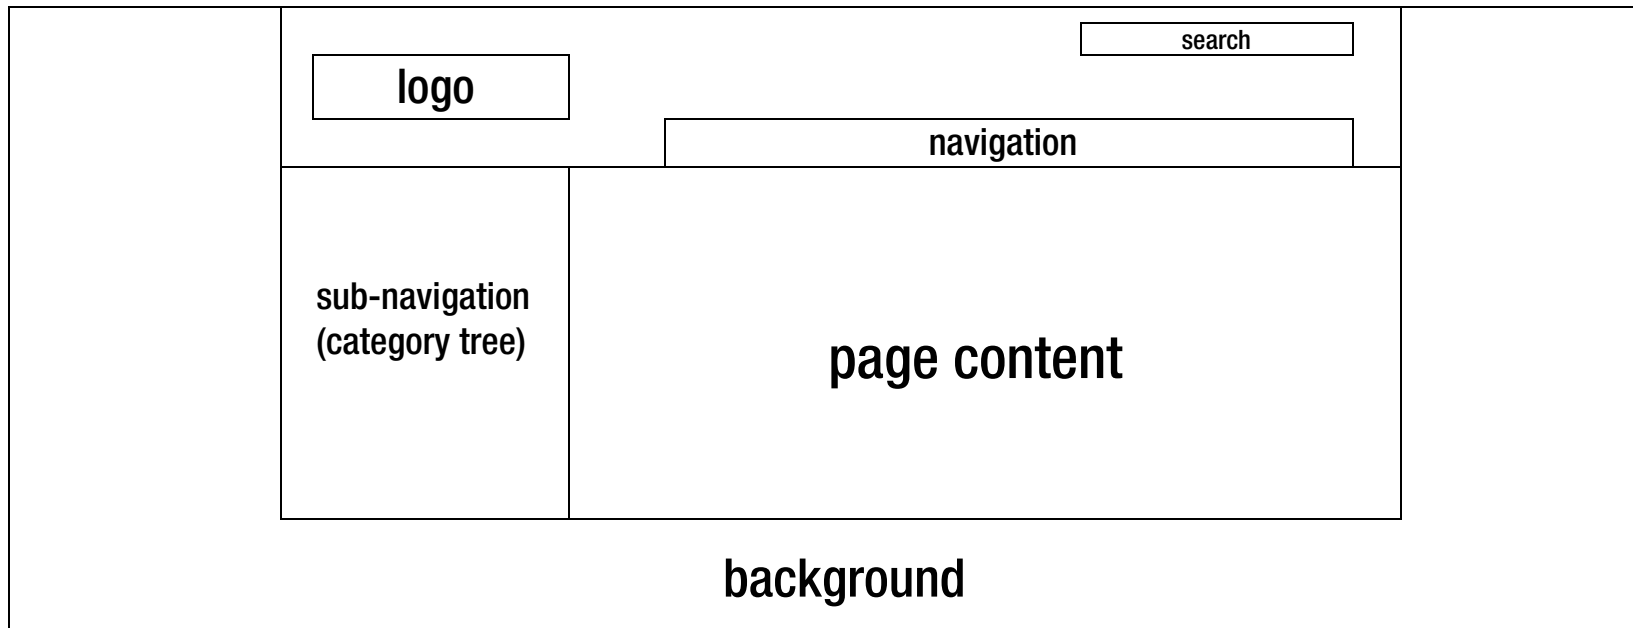 search
logo
navigation
sub-navigation
(category tree)
page content
background